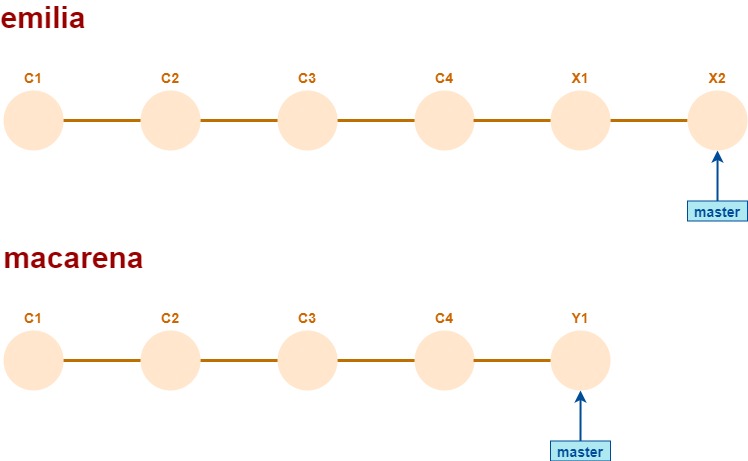 emilia
C1 C2 C3 C4 X1 X2
master
macarena
C1 C2 C3 C4 Y1
master